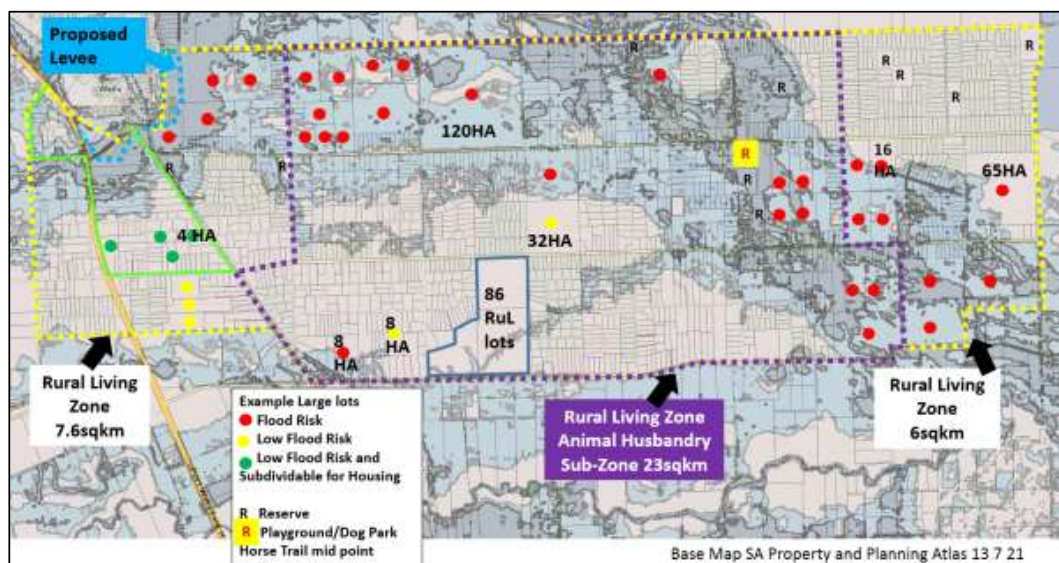 Proposed
Levee
R
R
R
R
R
R
120HA
R
16
HA
65HA
R
R
R
R
4 HA
32HA
86
RuL
lots
8
HA
8
HA
Rural Living
Zone
7.6sqkm
Example Large lots
Flood Risk
Low Flood Risk
Low Flood Risk and
Subdividable for Housing
R Reserve
R Playground/Dog Park
Horse Trail mid point
Rural Living Zone
Animal Husbandry
Sub-Zone 23sqkm
Rural Living
Zone
6sqkm
Base Map SA Property and Planning Atlas 13 7 21